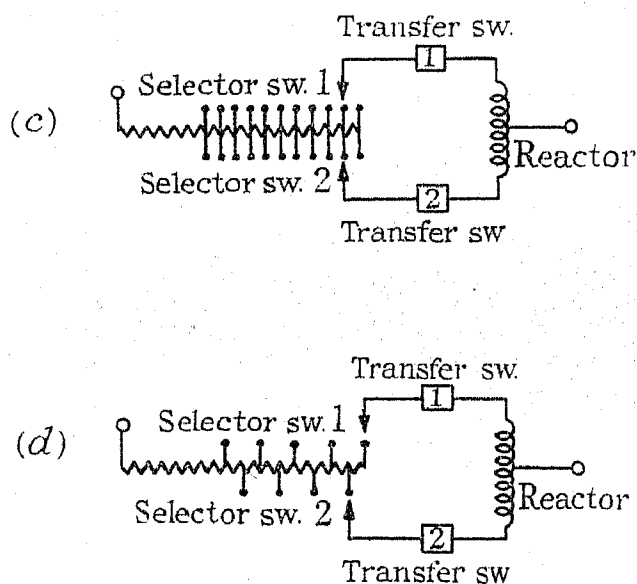 (c)
Transfer sw.
1
Selector sw. 1
Selector sw. 2
Reactor
2
Transfer sw
(d)
Transfer sw.
1
Selector sw. 1
Selector sw. 2
Reactor
2
Transfer sw